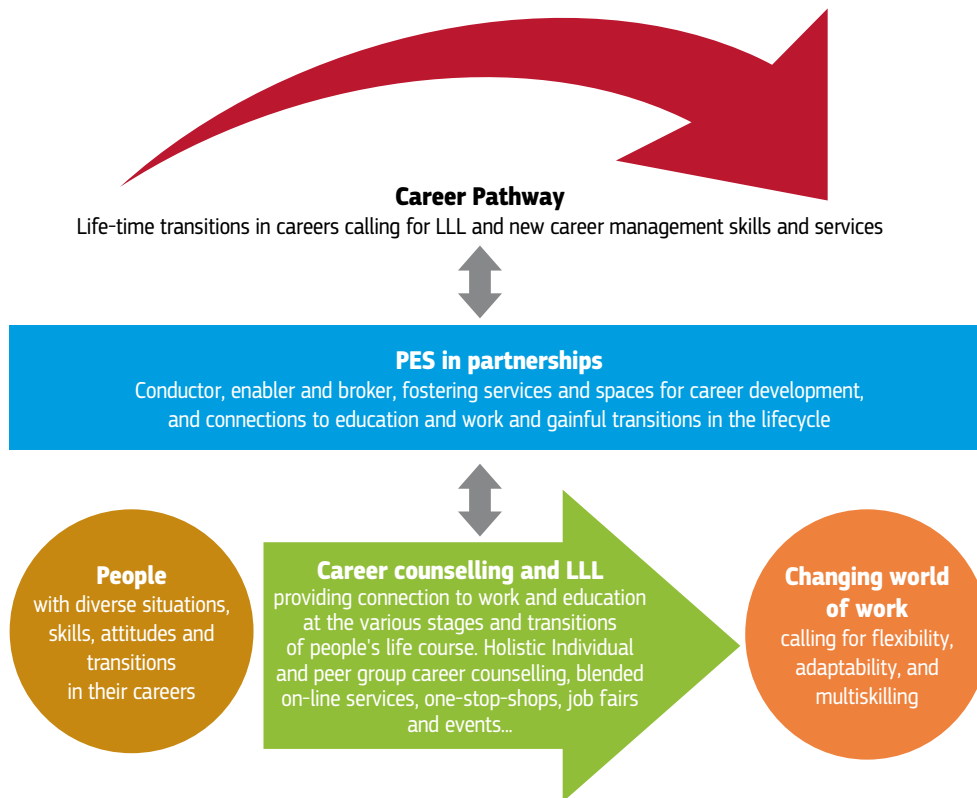 Career Pathway
Life-time transitions in careers calling for LLL and new career management skills and services
PES in partnerships
Conductor, enabler and broker, fostering services and spaces for career development,
and connections to education and work and gainful transitions in the lifecycle
People
with diverse situations,
skills, attitudes and
transitions
in their careers
Career counselling and LLL
providing connection to work and education
at the various stages and transitions
of people's life course. Holistic Individual
and peer group career counselling, blended
on-line services, one-stop-shops, job fairs
and events...
Changing world
of work
calling for flexibility,
adaptability, and
multiskilling